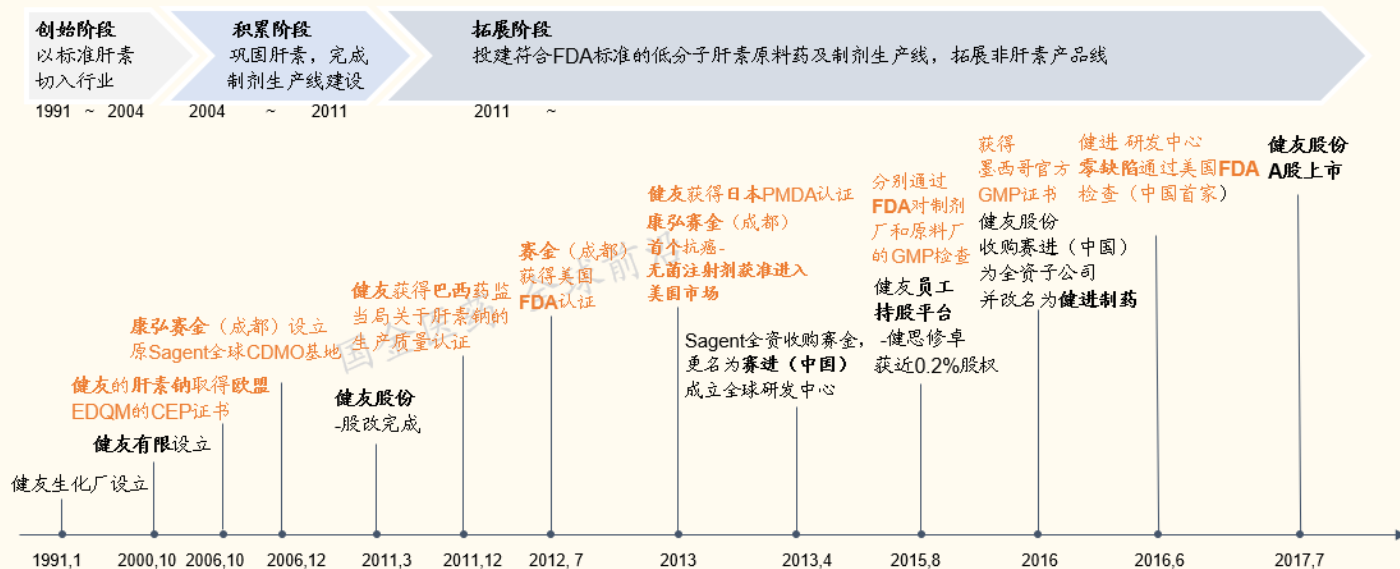 创始阶段
以标准肝素
切入行业
积累阶段
巩固肝素，完成
制剂生产线建设
拓展阶段
投建符合FDA标准的低分子肝素原料药及制剂生产线，拓展非肝素产品线
1991 ~ 2004
2004 ~ 2011
2011 ~
健友生化厂设立
健友有限设立
健友的肝素钠取得欧盟
EDQM的CEP证书
康弘赛金（成都）设立
原Sagent全球CDMO基地
健友股份
-股改完成
健友获得巴西药监
当局关于肝素钠的
生产质量认证
赛金（成都）
获得美国
FDA认证
健友获得日本PMDA认证
康弘赛金（成都）
首个抗癌-
无菌注射剂获准进入
美国市场
Sagent全资收购赛金，
更名为赛进（中国）
成立全球研发中心
分别通过
FDA对制剂
厂和原料厂
的GMP检查
健友员工
持股平台
-健思修卓
获近0.2%股权
获得
墨西哥官方
GMP证书
健友股份
收购赛进（中国）
为全资子公司
并改名为健进制药
健进 研发中心
零缺陷通过美国FDA
检查（中国首家）
健友股份
A股上市
国金医药 全球前沿
1991,1
2000,10
2006,10
2006,12
2011,3
2011,12
2012, 7
2013
2013,4
2015,8
2016
2016,6
2017,7